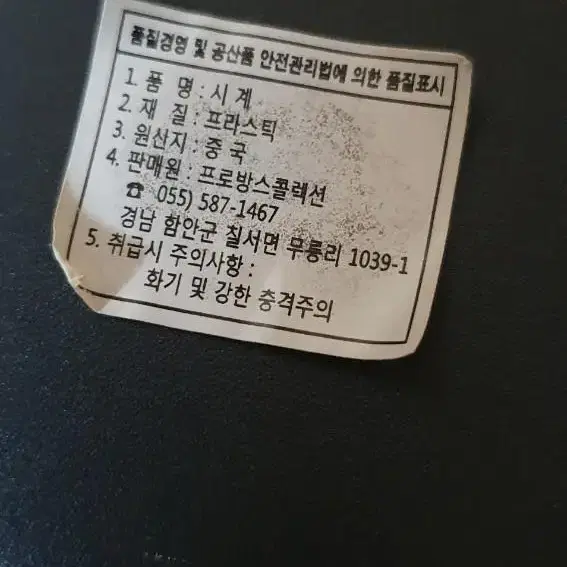 품질경영 및 공산품 안전관리법에 의한 품질표시
1. 품 명 : 시 계
2. 재 질 : 프라스틱
3. 원선지 : 중 국
4. 판매원 : 프로방스콜렉션
☎ 055) 587-1467
경남 함안군 칠서면 무릉리 1039-1
5. 취급시 주의사항 :
화기 및 강한 충격주의